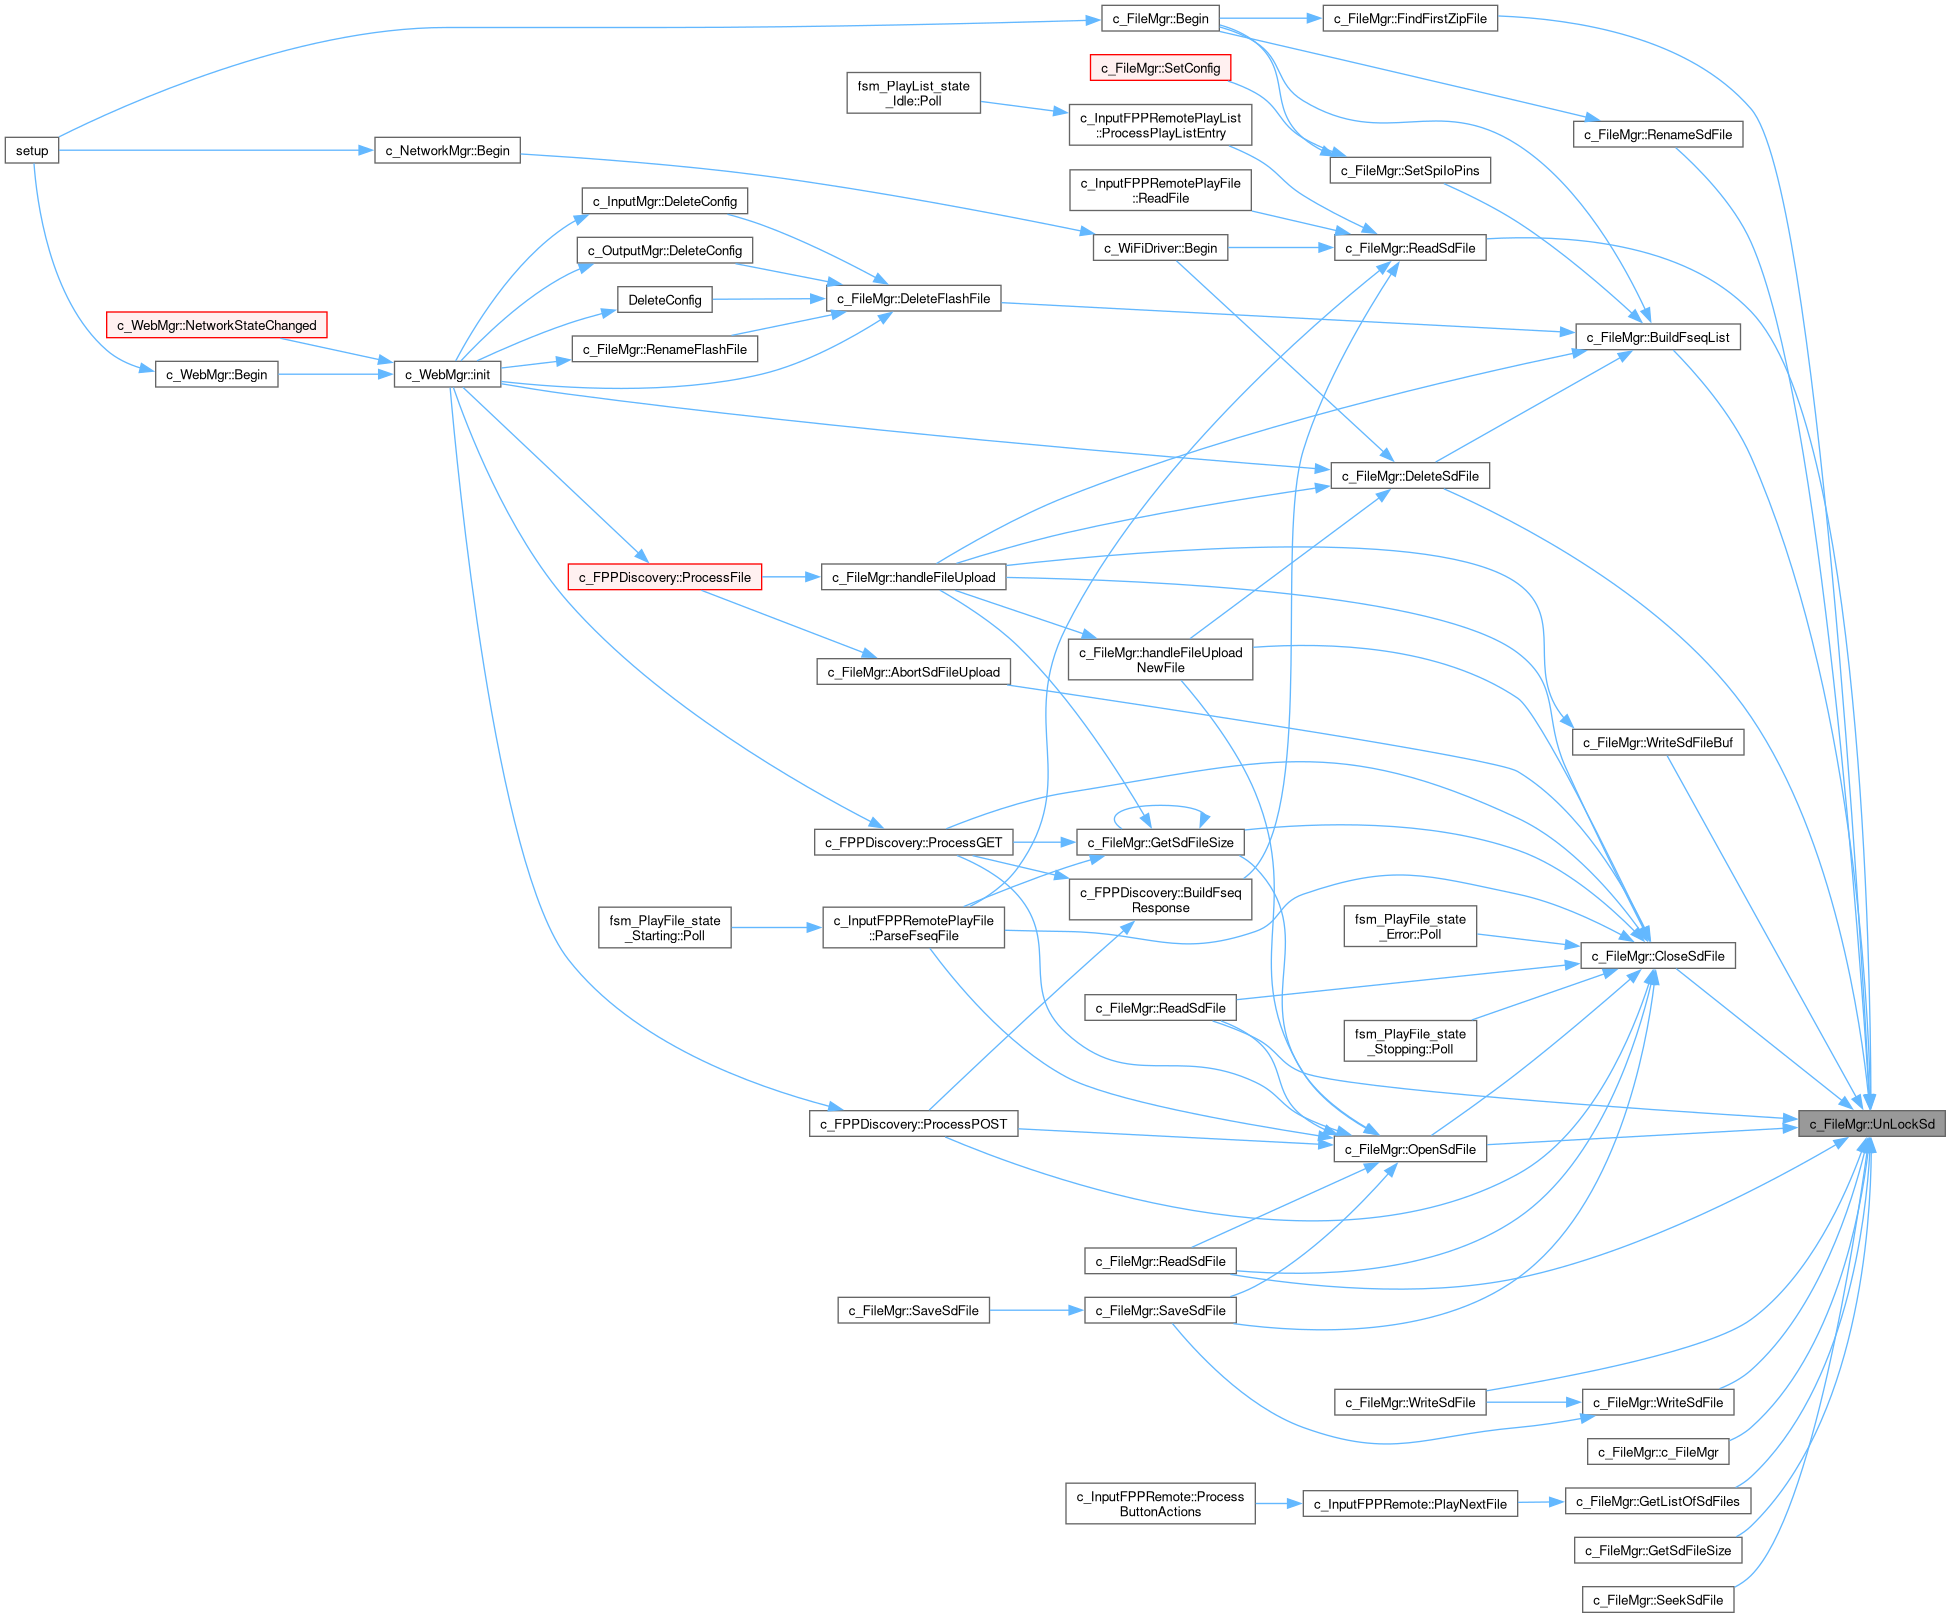 c_FileMgr::Begin
c_FileMgr::FindFirstZipFile
c_FileMgr::SetConfig
fsm_PlayList_state
_Idle::Poll
c_InputFPPRemotePlayList
::ProcessPlayListEntry
c_FileMgr::RenameSdFile
setup
c_NetworkMgr::Begin
c_FileMgr::SetSpiIoPins
c_InputFPPRemotePlayFile
::ReadFile
c_InputMgr::DeleteConfig
c_OutputMgr::DeleteConfig
c_WiFiDriver::Begin
c_FileMgr::ReadSdFile
DeleteConfig
c_FileMgr::DeleteFlashFile
c_WebMgr::NetworkStateChanged
c_FileMgr::RenameFlashFile
c_FileMgr::BuildFseqList
c_WebMgr::Begin
c_WebMgr::init
c_FileMgr::DeleteSdFile
c_FPPDiscovery::ProcessFile
c_FileMgr::handleFileUpload
c_FileMgr::handleFileUpload
NewFile
c_FileMgr::AbortSdFileUpload
c_FileMgr::WriteSdFileBuf
c_FPPDiscovery::ProcessGET
c_FileMgr::GetSdFileSize
c_FPPDiscovery::BuildFseq
Response
fsm_PlayFile_state
_Starting::Poll
c_InputFPPRemotePlayFile
::ParseFseqFile
fsm_PlayFile_state
_Error::Poll
c_FileMgr::CloseSdFile
c_FileMgr::ReadSdFile
fsm_PlayFile_state
_Stopping::Poll
c_FPPDiscovery::ProcessPOST
c_FileMgr::OpenSdFile
c_FileMgr::UnLockSd
c_FileMgr::ReadSdFile
c_FileMgr::SaveSdFile
c_FileMgr::SaveSdFile
c_FileMgr::WriteSdFile
c_FileMgr::WriteSdFile
c_FileMgr::c_FileMgr
c_InputFPPRemote::Process
ButtonActions
c_InputFPPRemote::PlayNextFile
c_FileMgr::GetListOfSdFiles
c_FileMgr::GetSdFileSize
c_FileMgr::SeekSdFile